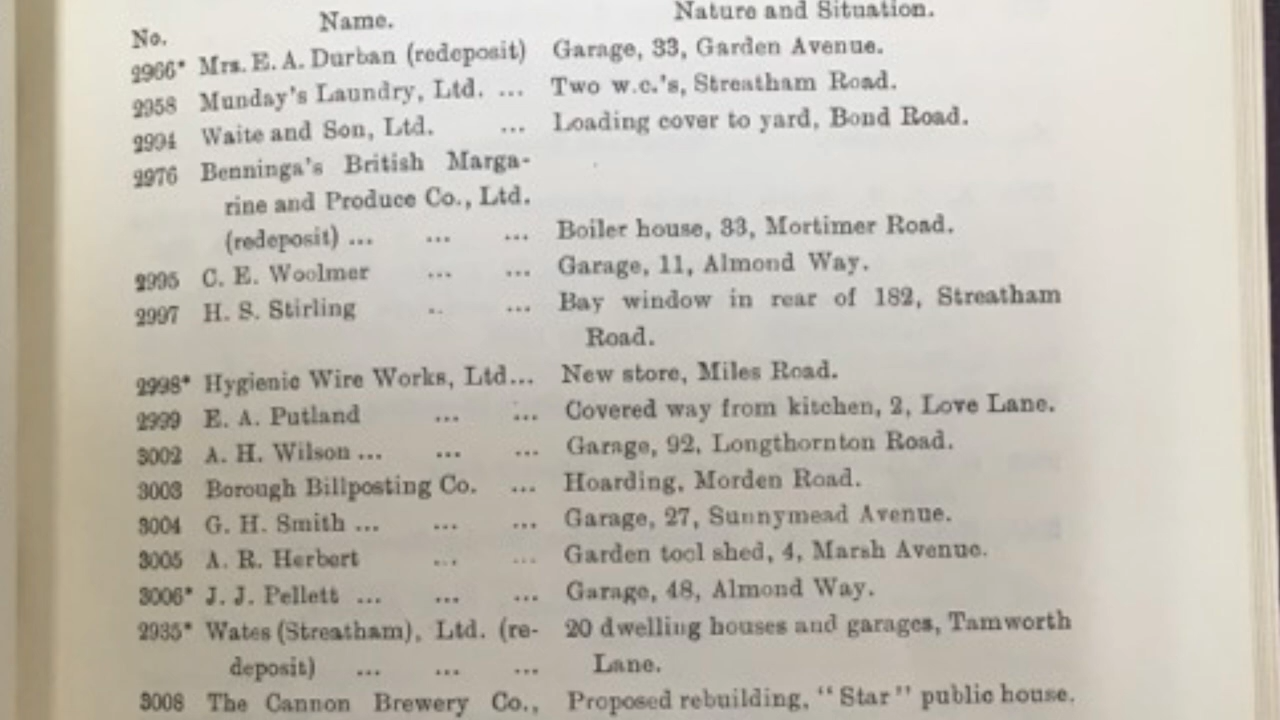 No. Name. Nature and Situation.
2966* Mrs. E. A. Durban (redeposit) Garage, 33, Garden Avenue.
2958 Munday's Laundry, Ltd. ... Two w.c.'s, Streatham Road.
2994 Waite and Son, Ltd. ... Loading cover to yard, Bond Road.
2976 Benninga's British Marga-
rine and Produce Co., Ltd.
(redeposit) ... ... ... Boiler house, 33, Mortimer Road.
2995 C. E. Woolmer ... ... Garage, 11, Almond Way.
2997 H. S. Stirling .. ... Bay window in rear of 182, Streatham
Road.
2998* Hygienic Wire Works, Ltd... New store, Miles Road.
2999 E. A. Putland ... ... Covered way from kitchen, 2, Love Lane.
3002 A. H. Wilson ... ... ... Garage, 92, Longthornton Road.
3003 Borough Billposting Co. ... Hoarding, Morden Road.
3004 G. H. Smith ... ... ... Garage, 27, Sunnymead Avenue.
3005 A. R. Herbert ... ... Garden tool shed, 4, Marsh Avenue.
3006* J. J. Pellett ... ... ... Garage, 48, Almond Way.
2935* Wates (Streatham), Ltd. (re- 20 dwelling houses and garages, Tamworth
deposit) ... ... ... Lane.
3008 The Cannon Brewery Co., Proposed rebuilding, "Star" public house.